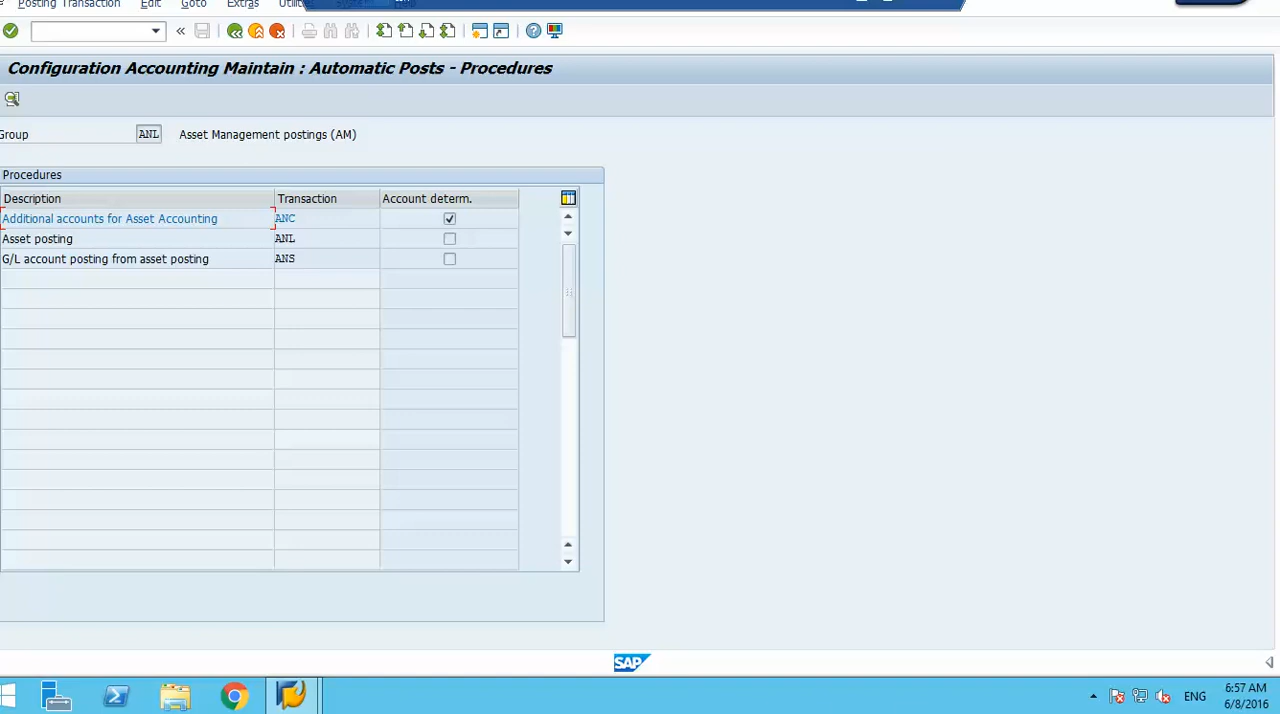 Posting Transaction Edit Goto Extras
Configuration Accounting Maintain : Automatic Posts - Procedures
Group ANL Asset Management postings (AM)
Procedures
Description Transaction Account determ.
Additional accounts for Asset Accounting ANC
Asset posting ANL
G/L account posting from asset posting ANS
SAP
ENG
6:57 AM
6/8/2016